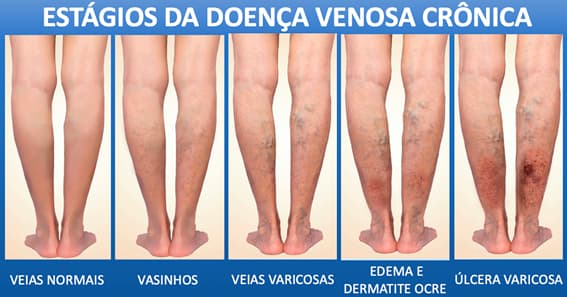 ESTÁGIOS DA DOENÇA VENOSA CRÔNICA
VEIAS NORMAIS
VASINHOS
VEIAS VARICOSAS
EDEMA E
DERMATITE OCRE
ÚLCERA VARICOSA